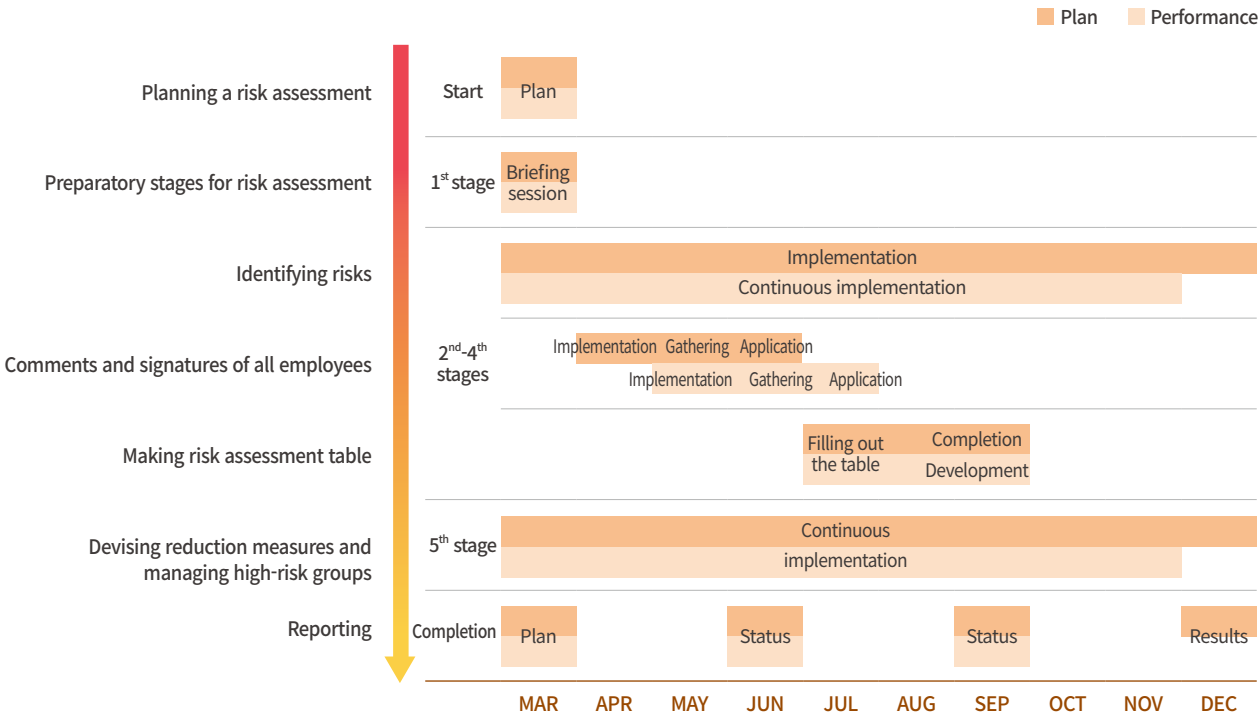 Plan
Performance
Planning a risk assessment
Start
Plan
Preparatory stages for risk assessment
1st stage
Briefing
session
Identifying risks
Implementation
Continuous implementation
Comments and signatures of all employees
2nd-4th
stages
Implementation Gathering Application
Implementation Gathering Application
Making risk assessment table
Filling out
the table
Completion
Development
Devising reduction measures and
managing high-risk groups
5th stage
Continuous
implementation
Reporting
Completion
Plan
Status
Status
Results
MAR APR MAY JUN JUL AUG SEP OCT NOV DEC